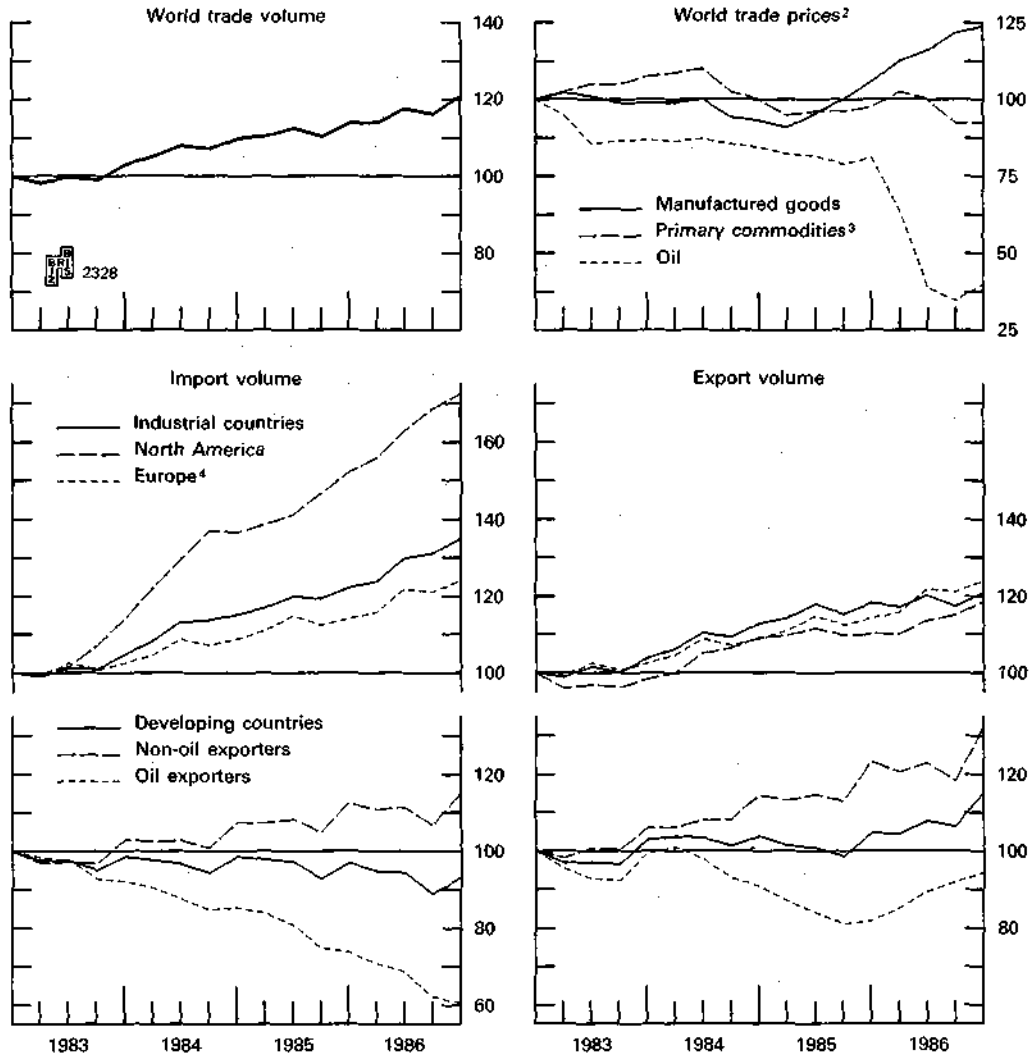 World trade volume
140
120
100
80
B
BRI
IS
Z
2328
World trade prices²
125
100
75
50
25
Manufactured goods
Primary commodities³
Oil
Import volume
Industrial countries
North America
Europe⁴
160
140
120
100
Export volume
160
140
120
100
Developing countries
Non-oil exporters
Oil exporters
120
100
80
60
120
100
80
1983 1984 1985 1986
1983 1984 1985 1986